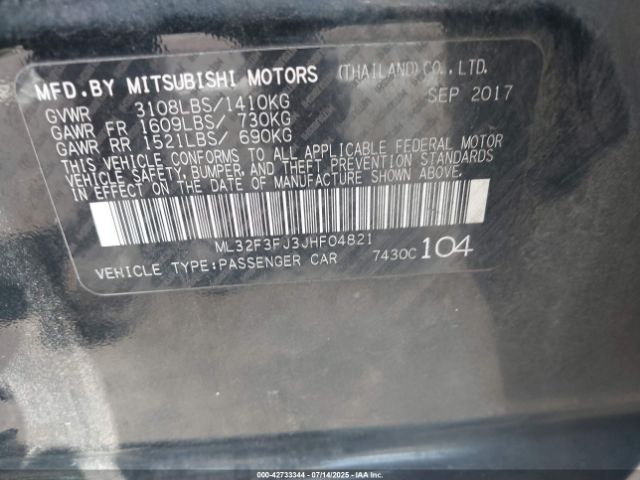 MFD.BY MITSUBISHI MOTORS (THAILAND)CO.,LTD.
SEP 2017
GVWR 3108LBS/1410KG
GAWR FR 1609LBS/ 730KG
GAWR RR 1521LBS/ 690KG
THIS VEHICLE CONFORMS TO ALL APPLICABLE FEDERAL MOTOR
VEHICLE SAFETY, BUMPER, AND THEFT PREVENTION STANDARDS
IN EFFECT ON THE DATE OF MANUFACTURE SHOWN ABOVE.
ML32F3FJ3JHF04821
VEHICLE TYPE:PASSENGER CAR 7430C 104
000-42733344 - 07/14/2025 - IAAI.COM